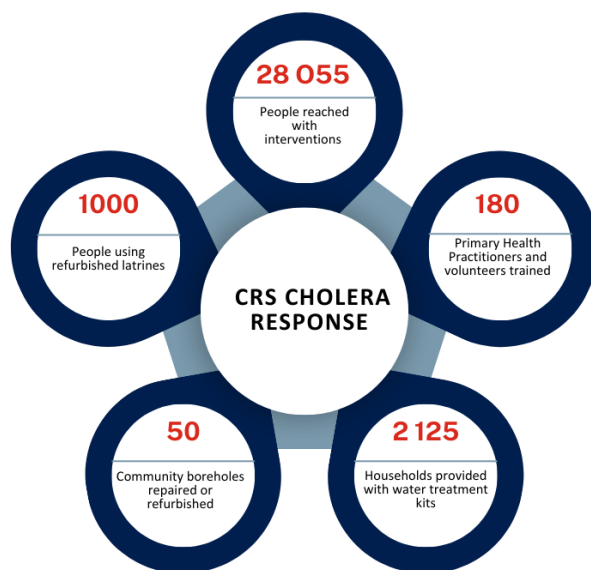 28 055
People reached
with
interventions
1000
People using
refurbished latrines
180
Primary Health
Practitioners and
volunteers trained
CRS CHOLERA
RESPONSE
50
Community boreholes
repaired or
refurbished
2 125
Households provided
with water treatment
kits